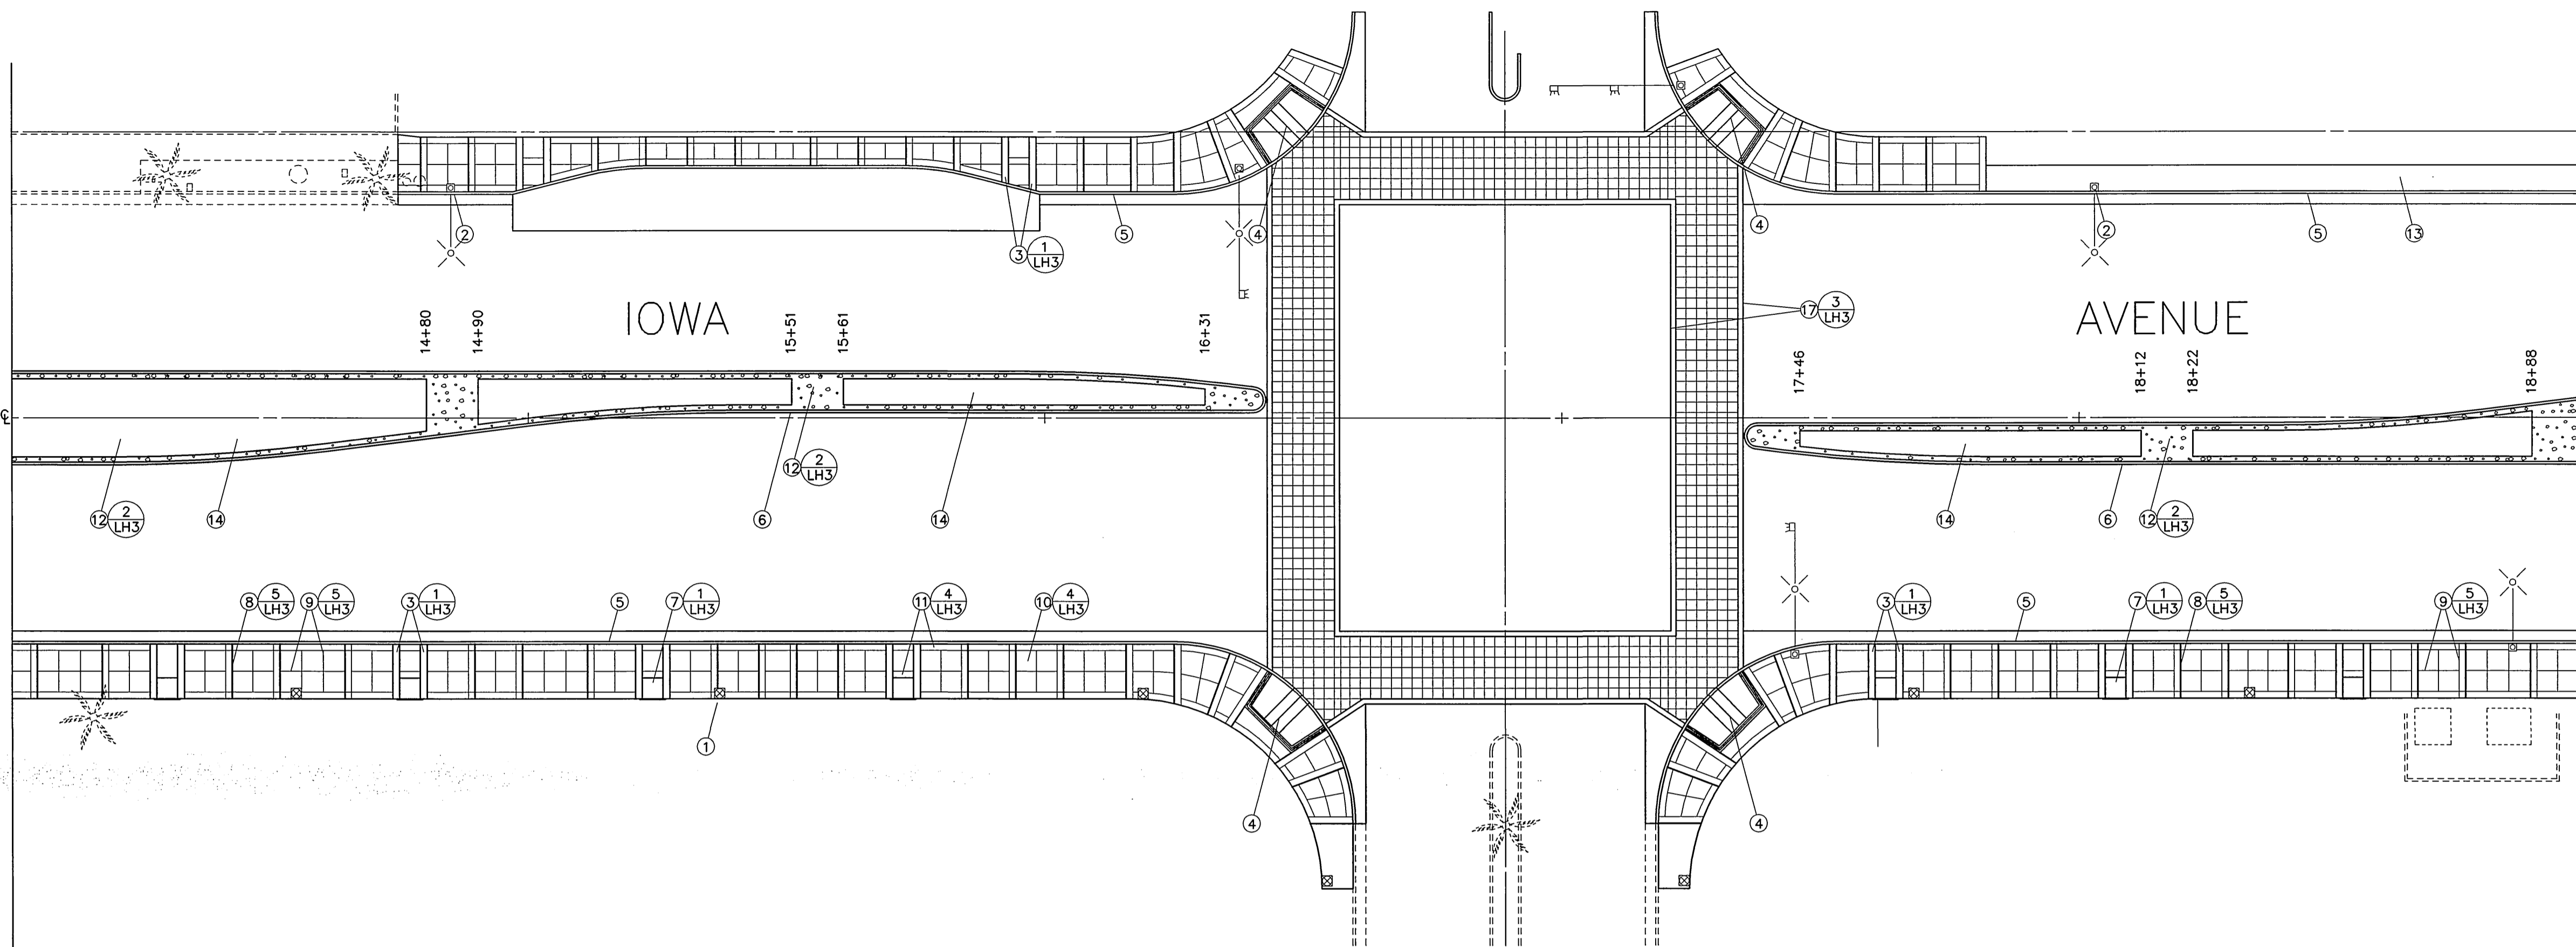 2
3 1 LH3
5
4
4
2
5
13
IOWA
AVENUE
17 3 LH3
14+80
14+90
15+51
15+61
16+31
17+46
18+12
18+22
18+88
℄
12 2 LH3
12 2 LH3
14
6
14
14
6
12 2 LH3
8 5 LH3
9 5 LH3
3 1 LH3
5
7 1 LH3
11 4 LH3
10 4 LH3
3 1 LH3
5
7 1 LH3
8 5 LH3
9 5 LH3
1
4
4